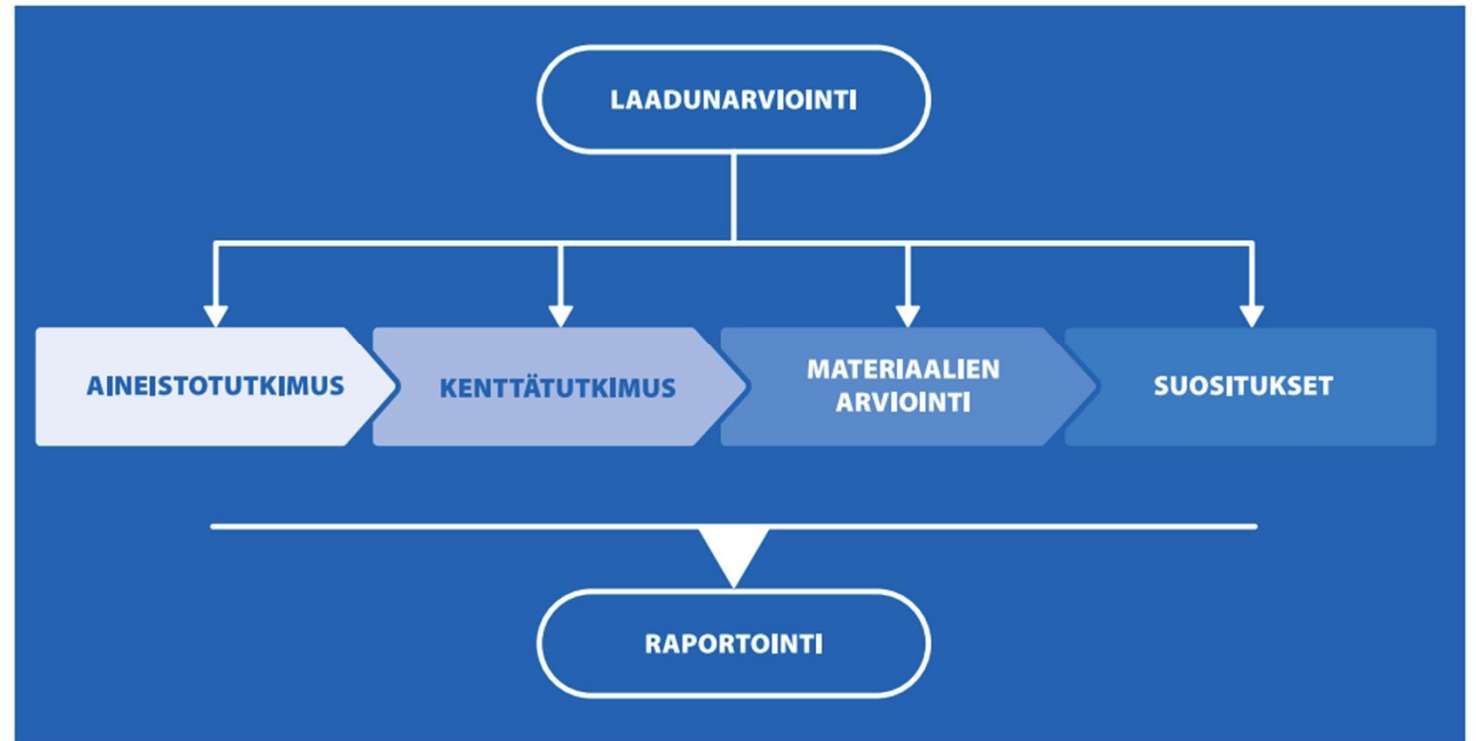 LAADUNARVIOINTI
AINEISTOTUTKIMUS
KENTTÄTUTKIMUS
MATERIAALIEN
ARVIOINTI
SUOSITUKSET
RAPORTOINTI